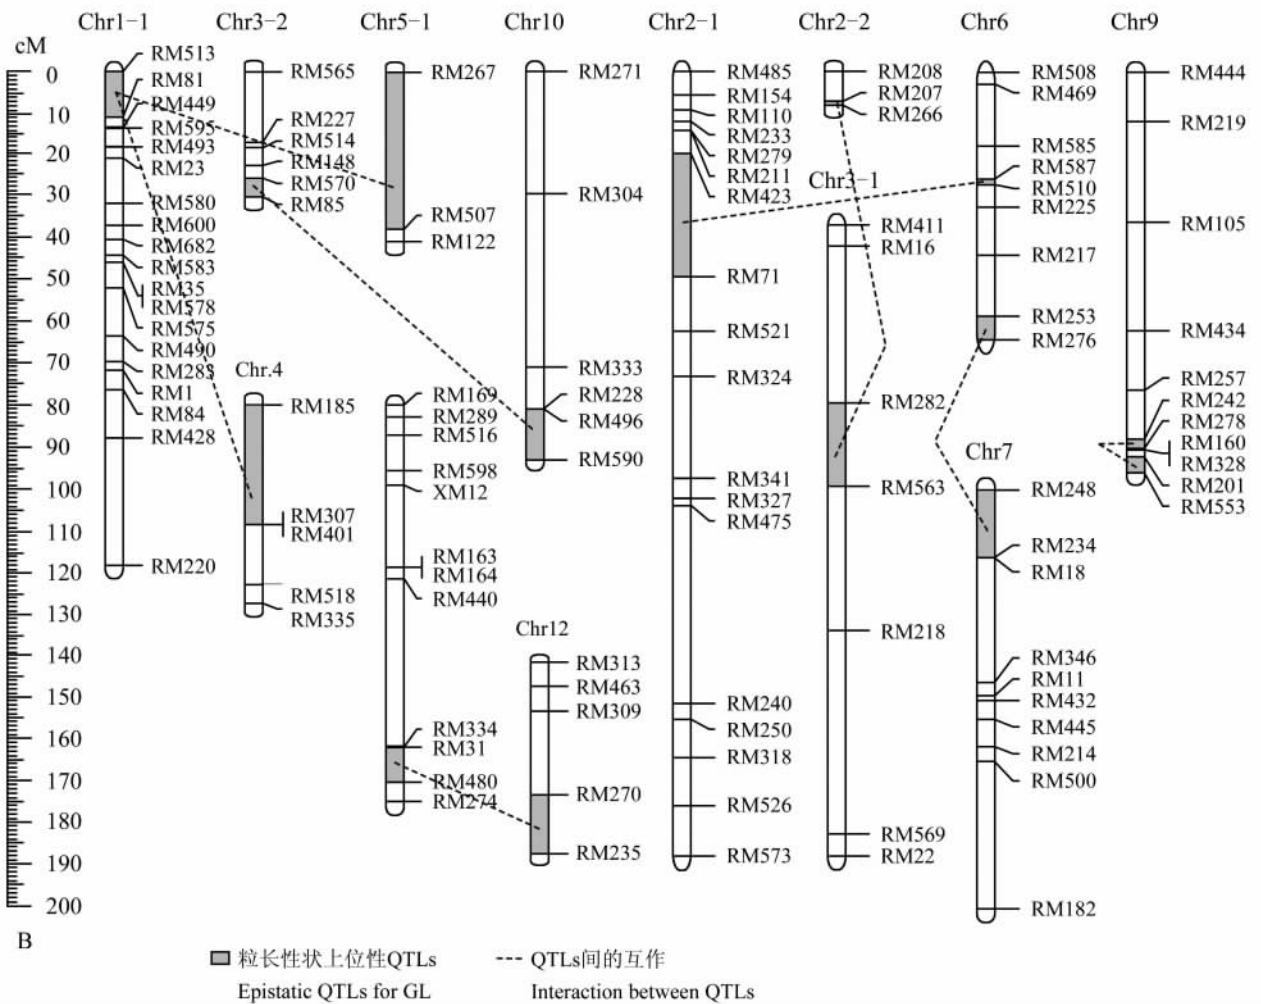 Chr1-1 Chr3-2 Chr5-1 Chr10 Chr2-1 Chr2-2 Chr6 Chr9
cM
0
10
20
30
40
50
60
70
80
90
100
110
120
130
140
150
160
170
180
190
200
RM513
RM81
RM449
RM595
RM493
RM23
RM580
RM600
RM682
RM583
RM35
RM578
RM575
RM490
RM283
RM1
RM84
RM428
RM220
RM565
RM227
RM514
RM148
RM570
RM85
Chr.4
RM185
RM307
RM401
RM518
RM335
RM267
RM507
RM122
RM169
RM289
RM516
RM598
XM12
RM163
RM164
RM440
RM334
RM31
RM480
RM274
RM271
RM304
RM333
RM228
RM496
RM590
Chr12
RM313
RM463
RM309
RM270
RM235
RM485
RM154
RM110
RM233
RM279
RM211
RM423
RM71
RM521
RM324
RM341
RM327
RM475
RM240
RM250
RM318
RM526
RM573
RM208
RM207
RM266
Chr3-1
RM411
RM16
RM282
RM563
RM218
RM569
RM22
RM508
RM469
RM585
RM587
RM510
RM225
RM217
RM253
RM276
Chr7
RM248
RM234
RM18
RM346
RM11
RM432
RM445
RM214
RM500
RM182
RM444
RM219
RM105
RM434
RM257
RM242
RM278
RM160
RM328
RM201
RM553
B
粒长性状上位性QTLs QTLs间的互作
Epistatic QTLs for GL Interaction between QTLs